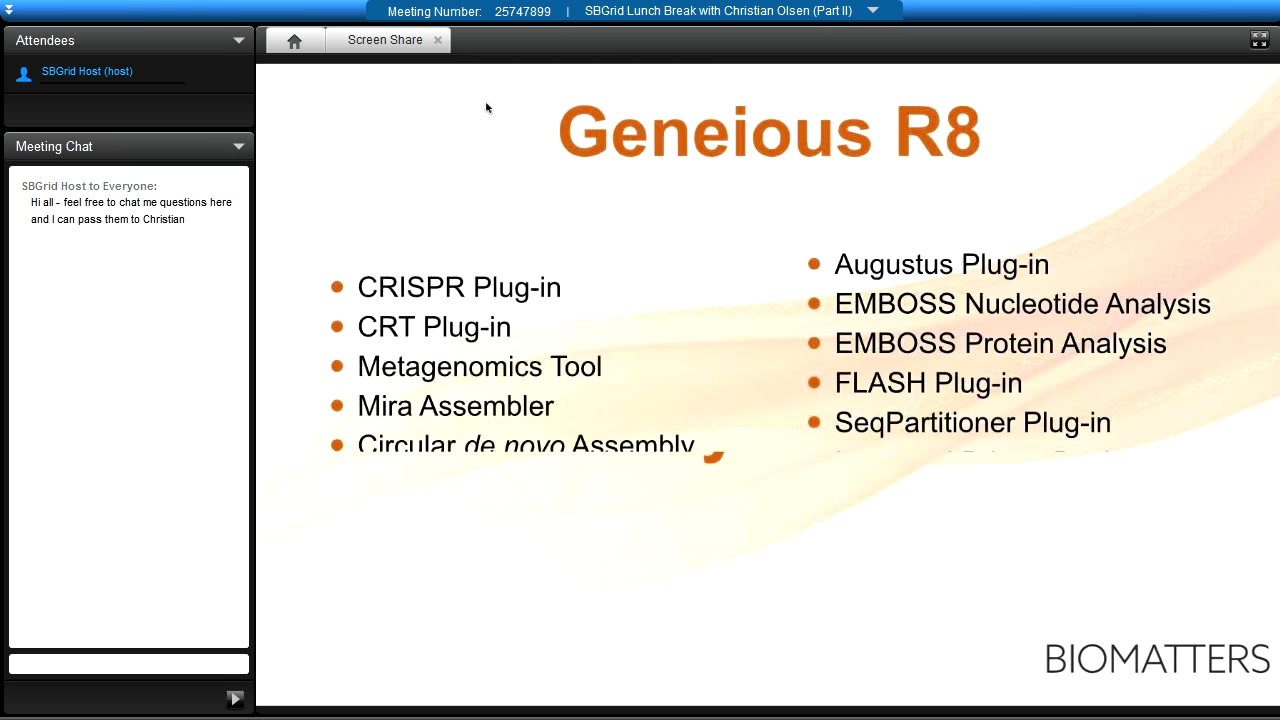 Meeting Number: 25747899 | SBGrid Lunch Break with Christian Olsen (Part II)
Attendees
SBGrid Host (host)
Meeting Chat
SBGrid Host to Everyone:
Hi all - feel free to chat me questions here
and I can pass them to Christian
Screen Share
Geneious R8
CRISPR Plug-in
CRT Plug-in
Metagenomics Tool
Mira Assembler
Circular de novo Assembly
Augustus Plug-in
EMBOSS Nucleotide Analysis
EMBOSS Protein Analysis
FLASH Plug-in
SeqPartitioner Plug-in
BIOMATTERS